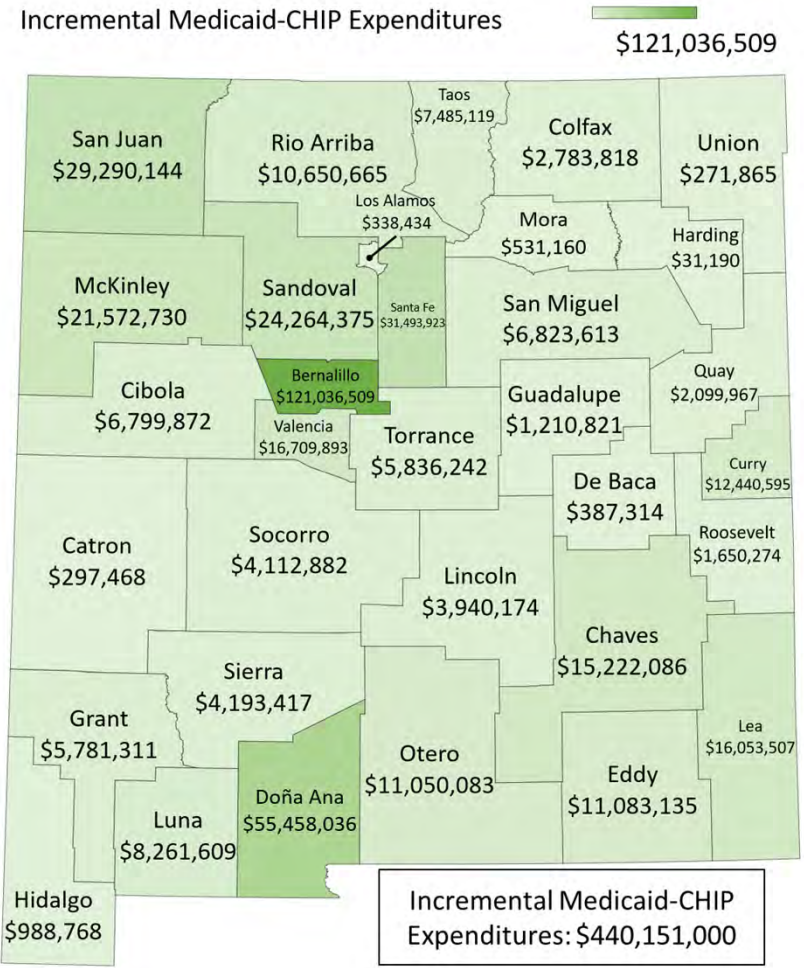 Incremental Medicaid-CHIP Expenditures
$121,036,509
San Juan
$29,290,144
Rio Arriba
$10,650,665
Taos
$7,485,119
Colfax
$2,783,818
Union
$271,865
Los Alamos
$338,434
Mora
$531,160
Harding
$31,190
McKinley
$21,572,730
Sandoval
$24,264,375
Santa Fe
$31,493,923
San Miguel
$6,823,613
Cibola
$6,799,872
Bernalillo
$121,036,509
Valencia
$16,709,893
Torrance
$5,836,242
Guadalupe
$1,210,821
Quay
$2,099,967
Curry
$12,440,595
De Baca
$387,314
Roosevelt
$1,650,274
Catron
$297,468
Socorro
$4,112,882
Lincoln
$3,940,174
Chaves
$15,222,086
Sierra
$4,193,417
Grant
$5,781,311
Doña Ana
$55,458,036
Otero
$11,050,083
Eddy
$11,083,135
Lea
$16,053,507
Luna
$8,261,609
Hidalgo
$988,768
Incremental Medicaid-CHIP
Expenditures: $440,151,000